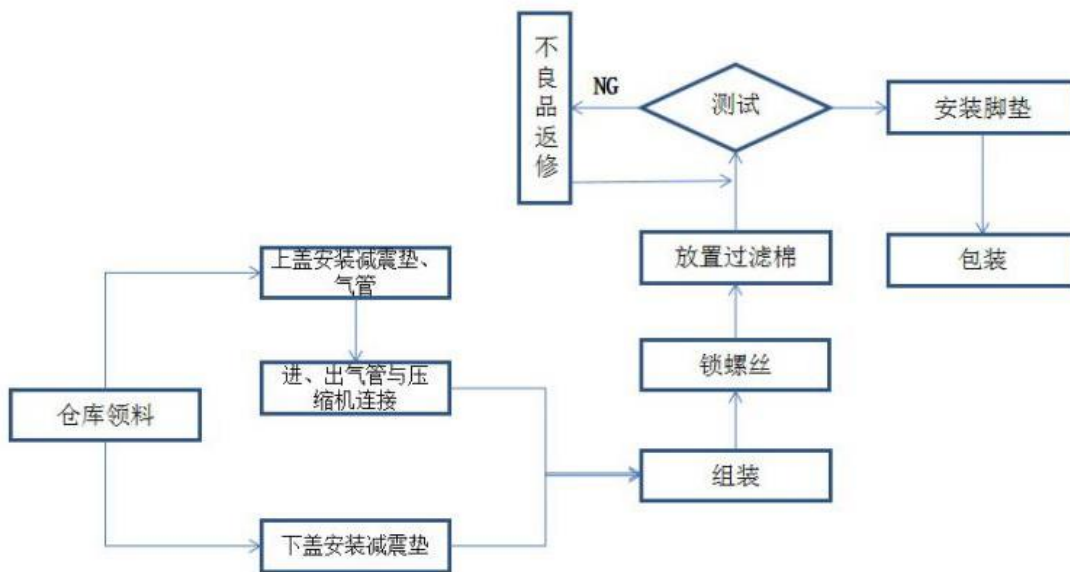 不
良
品
返
修
NG
测试
安装脚垫
上盖安装减震垫、
气管
放置过滤棉
包装
进、出气管与压
缩机连接
锁螺丝
仓库领料
组装
下盖安装减震垫